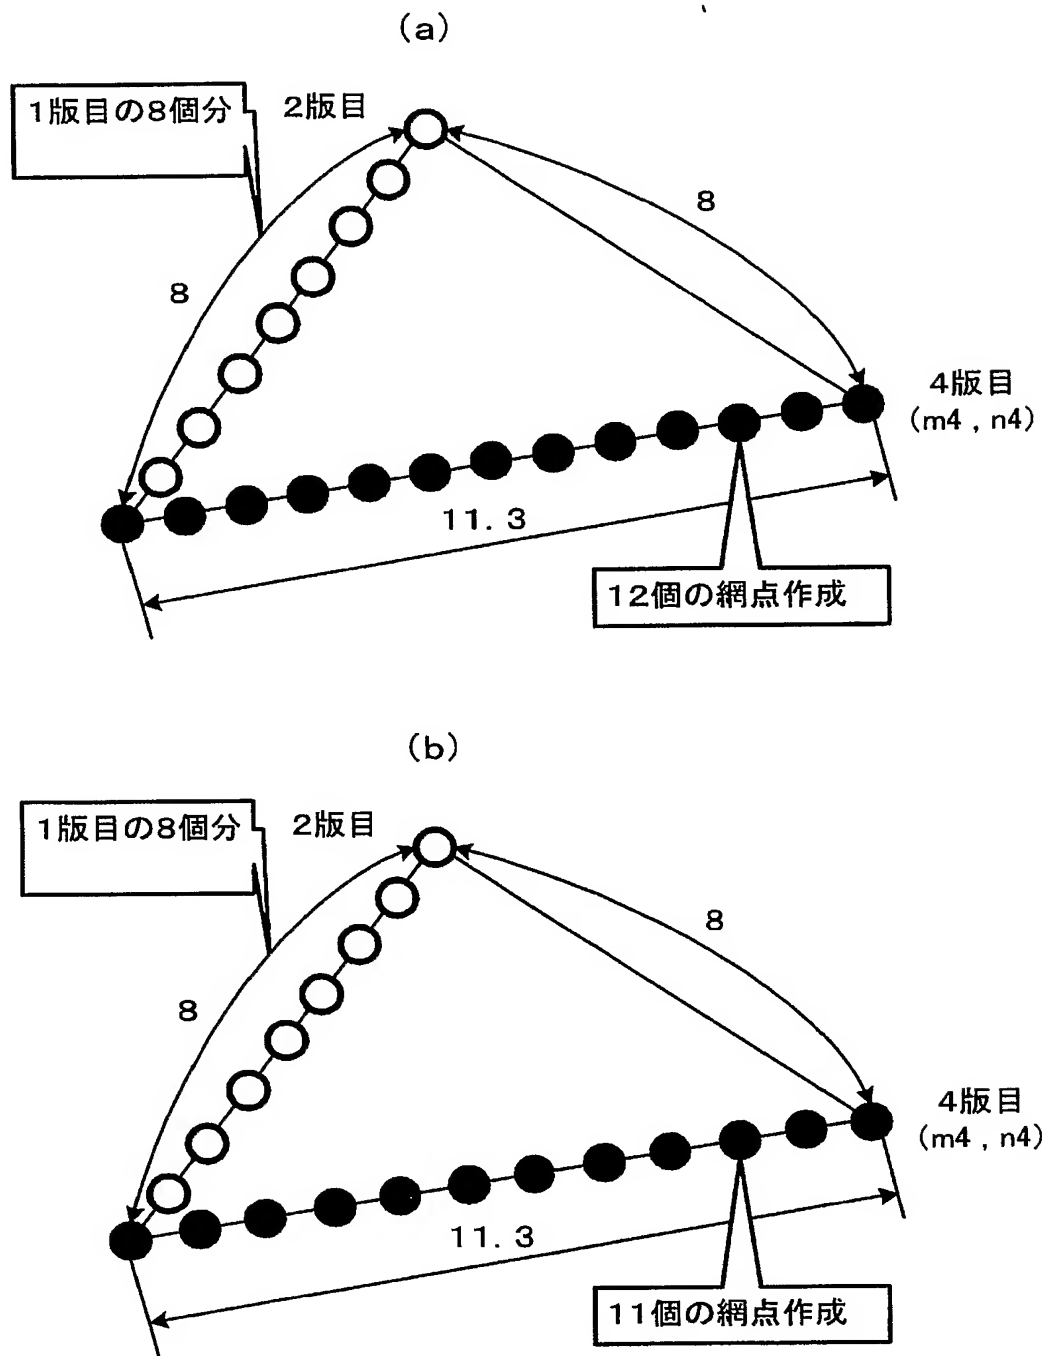 (a)
1版目の8個分
2版目
8
8
4版目
(m4 , n4)
11. 3
12個の網点作成
(b)
1版目の8個分
2版目
8
8
4版目
(m4 , n4)
11. 3
11個の網点作成